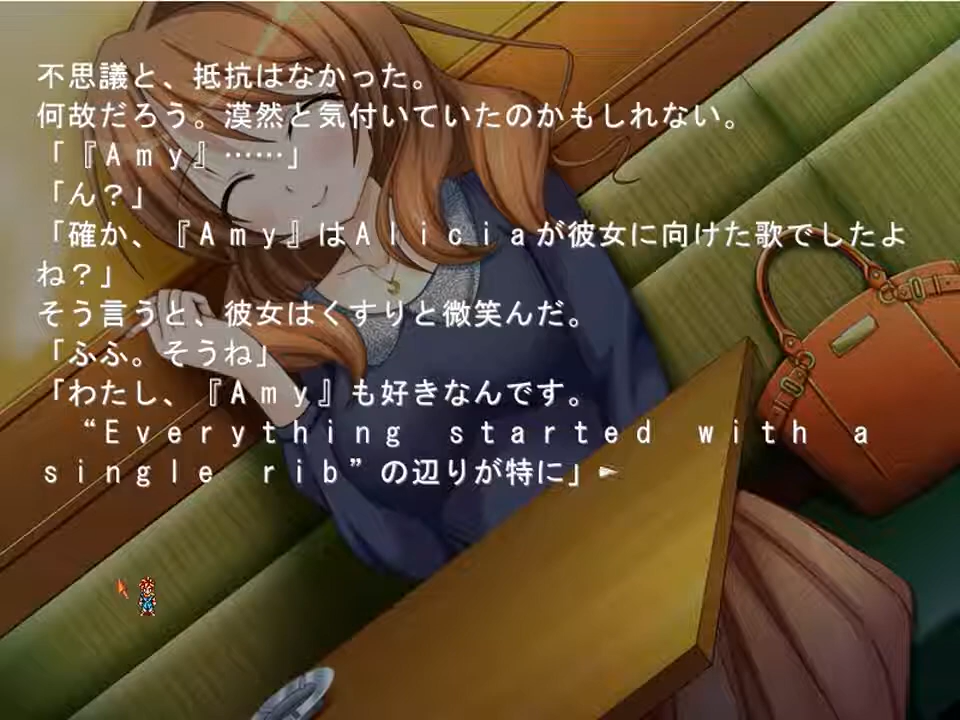 不思議と、抵抗はなかった。
何故だろう。漠然と気付いていたのかもしれない。
「『Ａｍｙ』……」
「ん？」
「確か、『Ａｍｙ』はＡｌｉｃｉａが彼女に向けた歌でしたよ
ね？」
そう言うと、彼女はくすりと微笑んだ。
「ふふ。そうね」
「わたし、『Ａｍｙ』も好きなんです。
“Ｅｖｅｒｙｔｈｉｎｇ　ｓｔａｒｔｅｄ　ｗｉｔｈ　ａ
ｓｉｎｇｌｅ　ｒｉｂ”の辺りが特に」